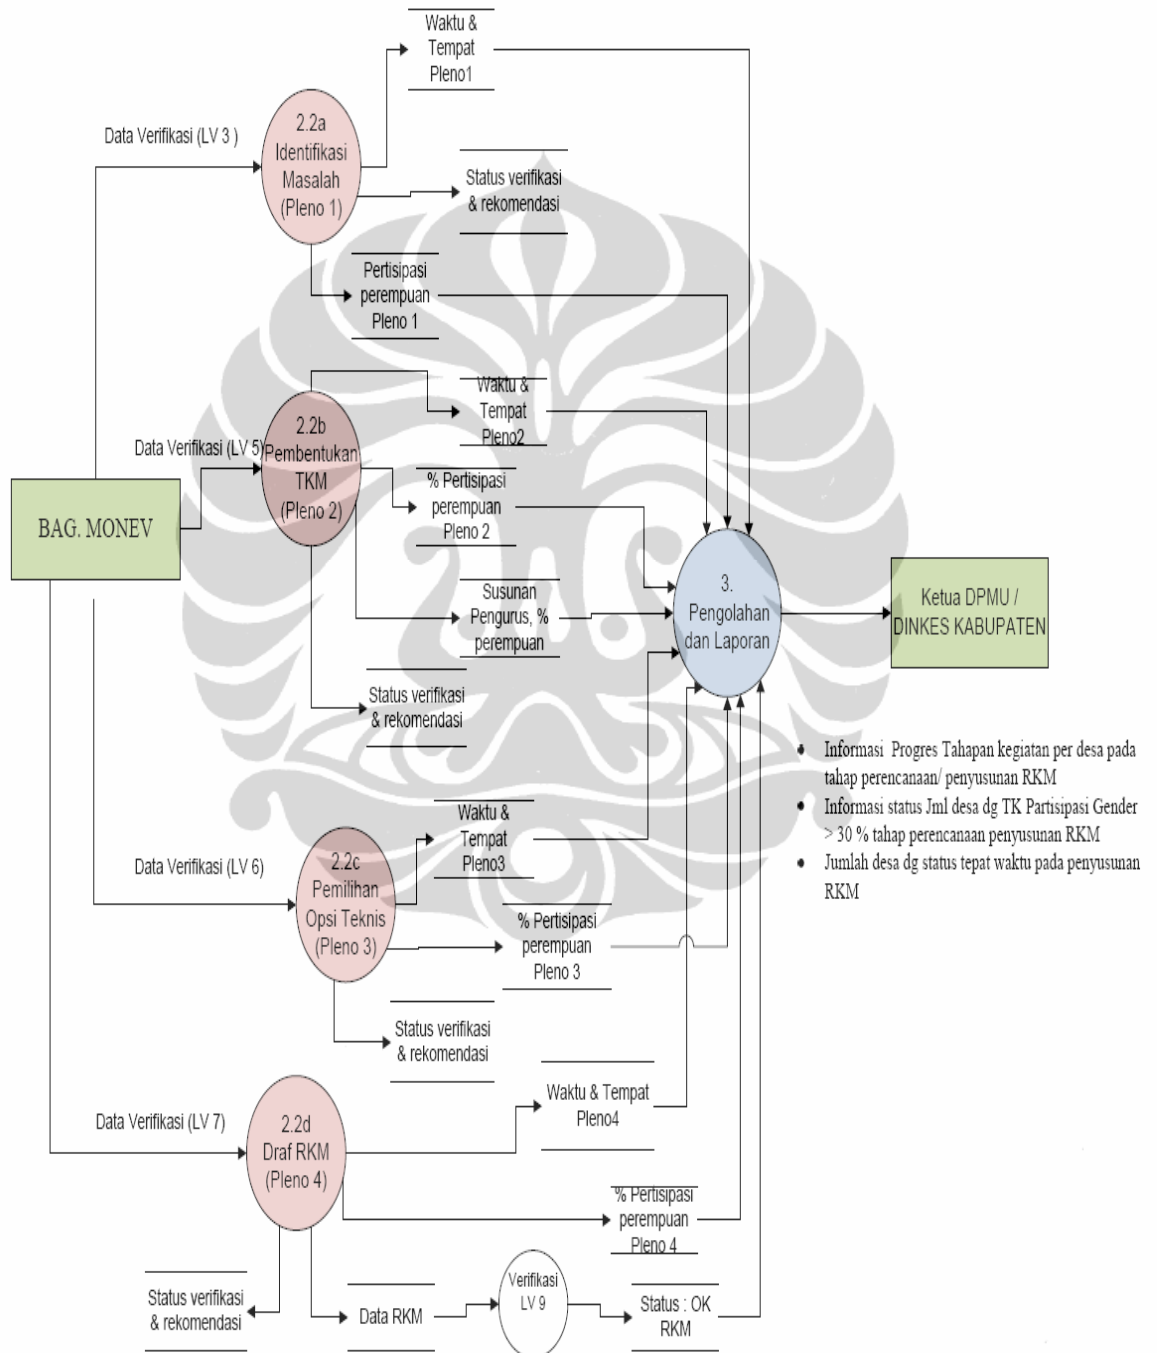 Waktu &
Tempat
Pleno1
Data Verifikasi (LV 3 )
2.2a
Identifikasi
Masalah
(Pleno 1)
Status verifikasi
& rekomendasi
Pertisipasi
perempuan
Pleno 1
Waktu &
Tempat
Pleno2
Data Verifikasi (LV 5)
2.2b
Pembentukan
TKM
(Pleno 2)
% Pertisipasi
perempuan
Pleno 2
BAG. MONEV
Susunan
Pengurus, %
perempuan
3.
Pengolahan
dan Laporan
Ketua DPMU /
DINKES KABUPATEN
Status verifikasi
& rekomendasi
• Informasi Progres Tahapan kegiatan per desa pada
tahap perencanaan/ penyusunan RKM
• Informasi status Jml desa dg TK Partisipasi Gender
> 30 % tahap perencanaan penyusunan RKM
• Jumlah desa dg status tepat waktu pada penyusunan
RKM
Waktu &
Tempat
Pleno3
Data Verifikasi (LV 6)
2.2c
Pemilihan
Opsi Teknis
(Pleno 3)
% Pertisipasi
perempuan
Pleno 3
Status verifikasi
& rekomendasi
Waktu & Tempat
Pleno4
Data Verifikasi (LV 7)
2.2d
Draf RKM
(Pleno 4)
% Pertisipasi
perempuan
Pleno 4
Status verifikasi
& rekomendasi
Data RKM
Verifikasi
LV 9
Status : OK
RKM